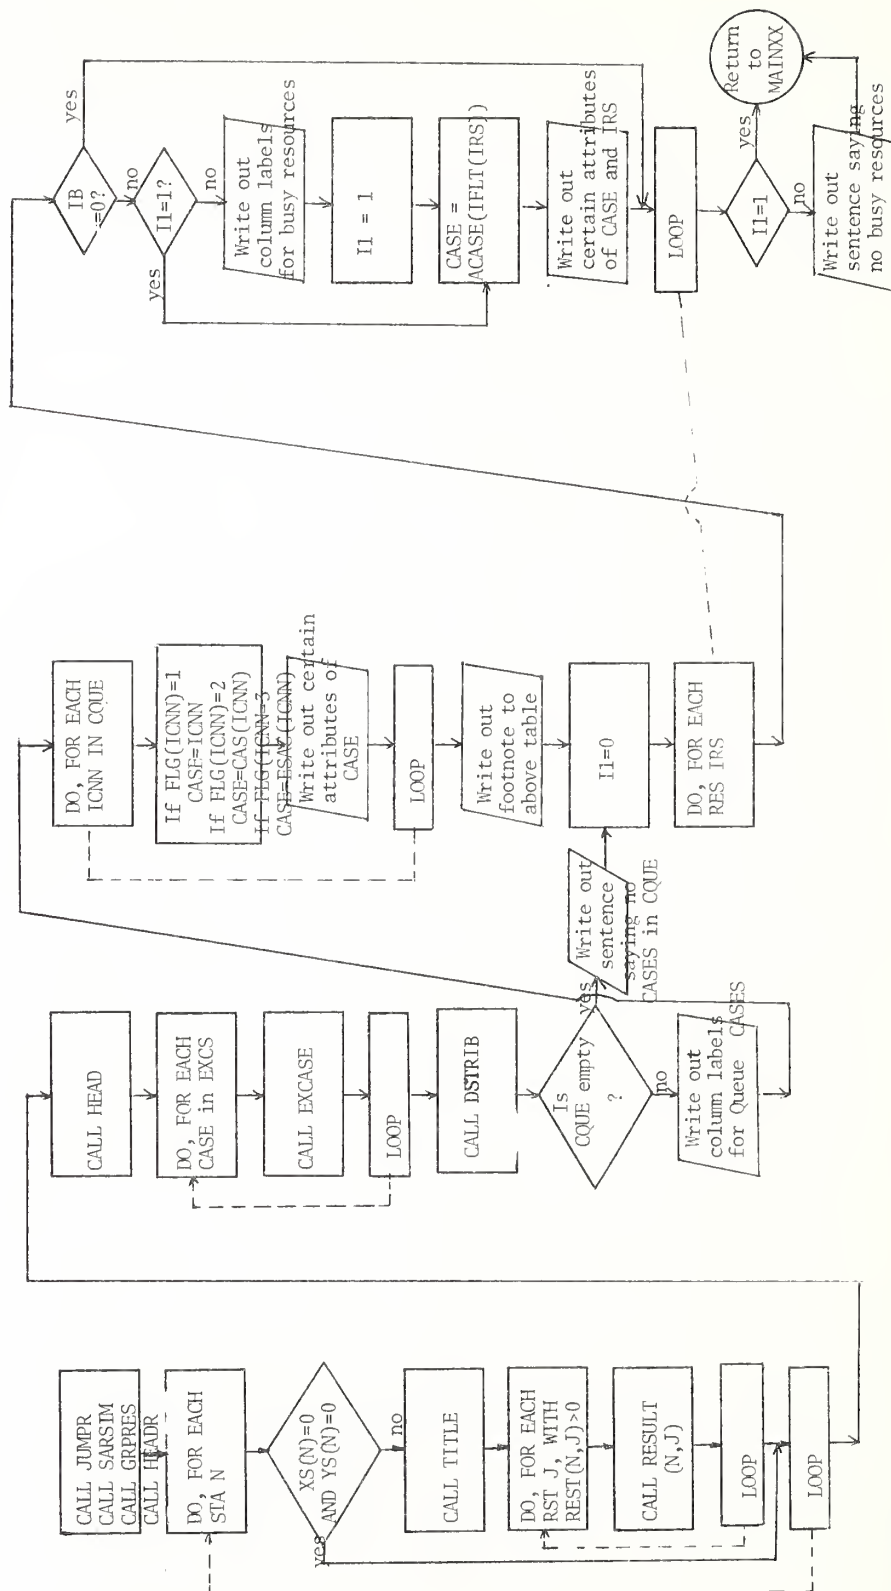 CALL JUMPR
CALL SARSIM
CALL GRPRES
CALL HEADR
DO, FOR EACH
STA N
XS(N)=0
AND YS(N)=0
yes
no
CALL TITLE
DO, FOR EACH
RST J, WITH
REST(N,J)>0
CALL RESULT
(N,J)
LOOP
LOOP
CALL HEAD
DO, FOR EACH
CASE in EXCS
CALL EXCASE
LOOP
CALL DSTRIB
Is
CQUE empty
?
yes
no
Write out
sentence
saying no
CASES in CQUE
Write out
column labels
for Queue CASES
DO, FOR EACH
ICNN IN CQUE
If FLG(ICNN)=1
CASE=ICNN
If FLG(ICNN)=2
CASE=CAS(ICNN)
If FLG(ICNN=3
CASE=ESAC(ICNN)
Write out certain
attributes of
CASE
LOOP
Write out
footnote to
above table
I1=0
DO, FOR EACH
RES IRS
IB
=0?
yes
no
I1=1?
yes
no
Write out
column labels
for busy resources
I1 = 1
CASE =
ACASE(IFLT(IRS))
Write out
certain attributes
of CASE and IRS
LOOP
I1=1
yes
no
Return
to
MAINXX
Write out
sentence saying
no busy resources